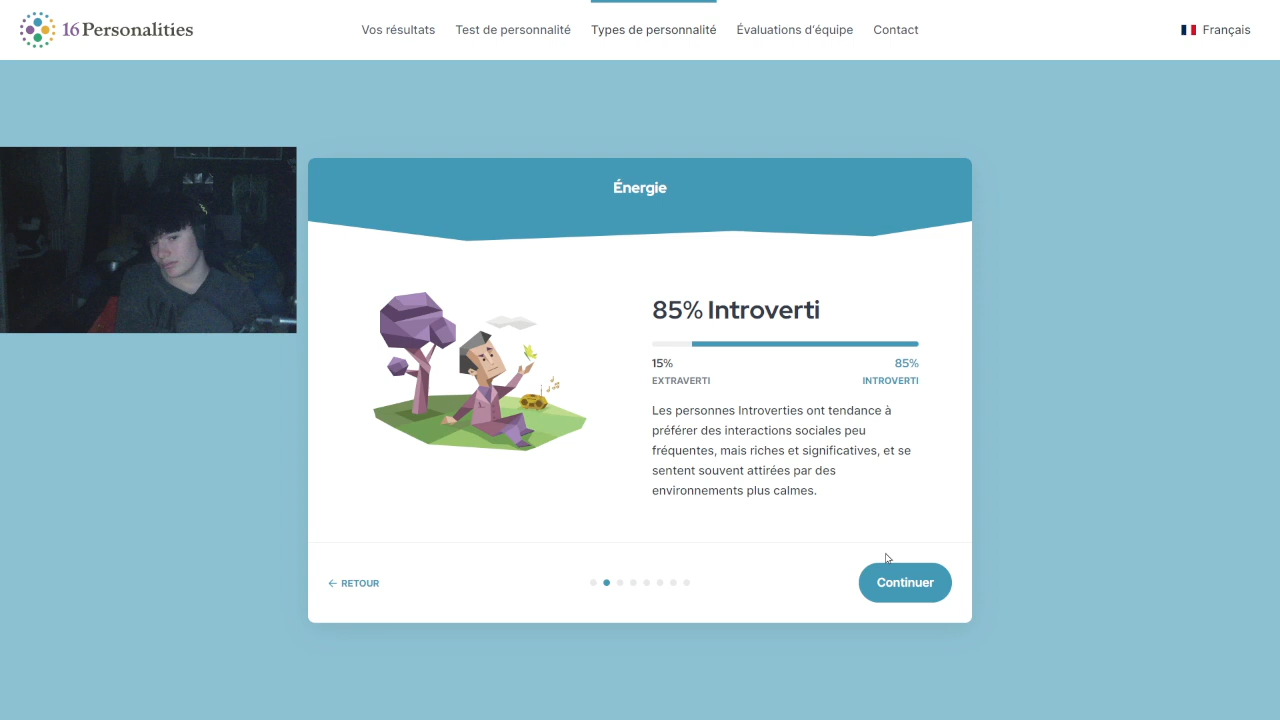 16Personalities
Vos résultats
Test de personnalité
Types de personnalité
Évaluations d'équipe
Contact
Français
Énergie
85% Introverti
15%
85%
EXTRAVERTI
INTROVERTI
Les personnes Introverties ont tendance à
préférer des interactions sociales peu
fréquentes, mais riches et significatives, et se
sentent souvent attirées par des
environnements plus calmes.
← RETOUR
Continuer